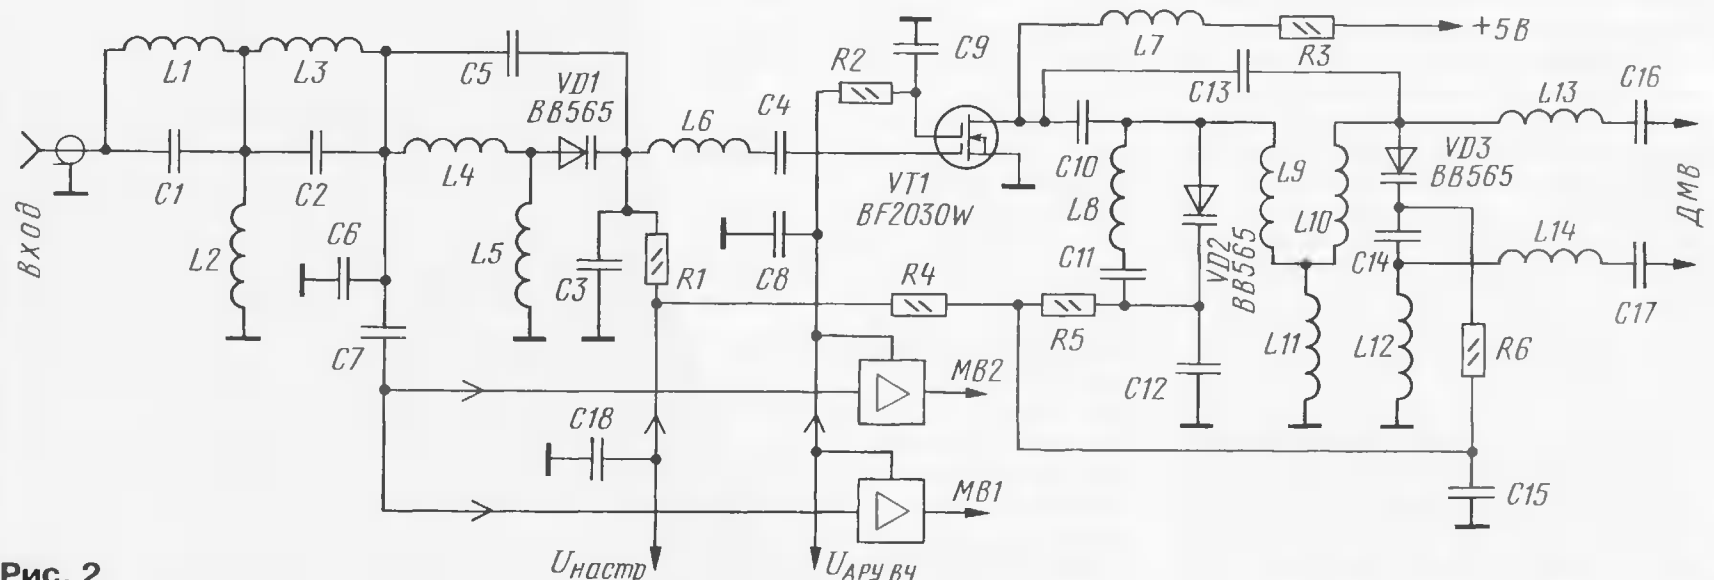 L1
L3
C5
VD1
BB565
L6
C4
R2
C9
L7
R3
+5В
C13
C16
L13
C1
C2
L4
VT1
BF2030W
C10
L9
VD3
BB565
L8
L10
ВХОД
L2
C6
L5
C3
R1
C8
R4
C11
VD2
BB565
C14
L14
ДМВ
C17
C7
R5
L11
L12
R6
C12
МВ2
C18
МВ1
C15
Uнастр
UАРУ ВЧ
Рис. 2